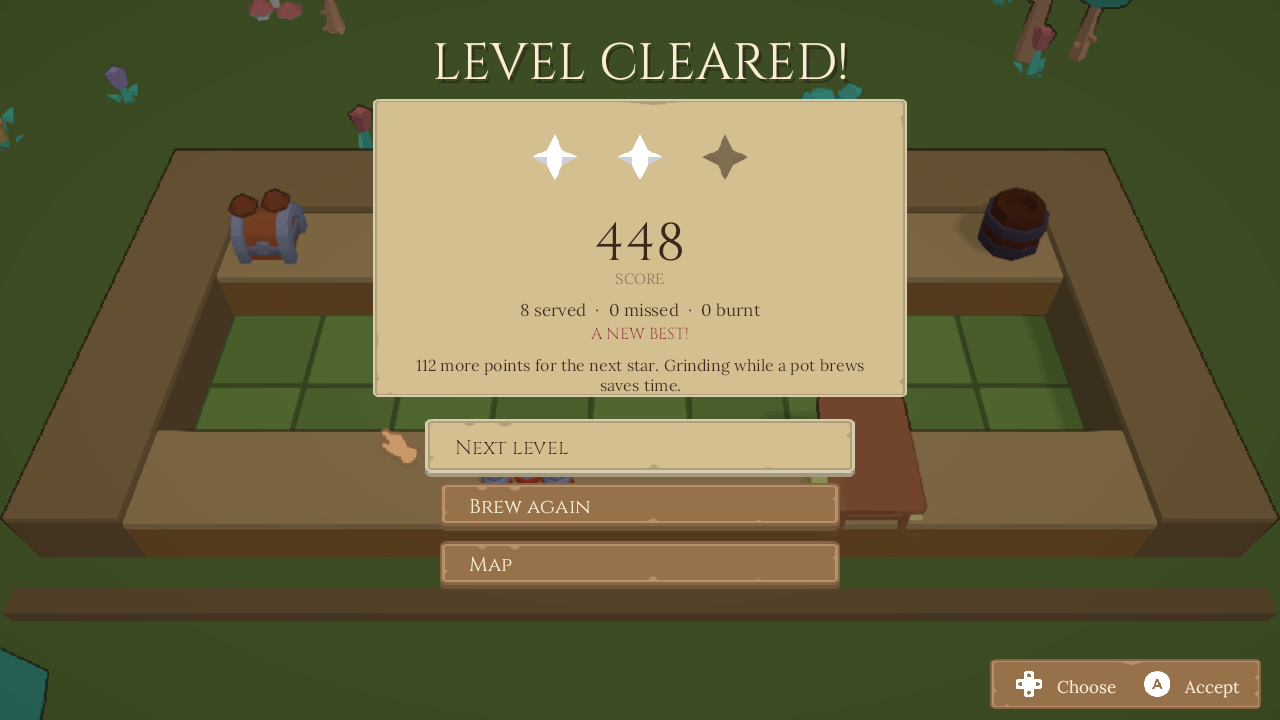 LEVEL CLEARED!
448
SCORE
8 served · 0 missed · 0 burnt
A NEW BEST!
112 more points for the next star. Grinding while a pot brews
saves time.
NEXT LEVEL
BREW AGAIN
MAP
Choose A Accept